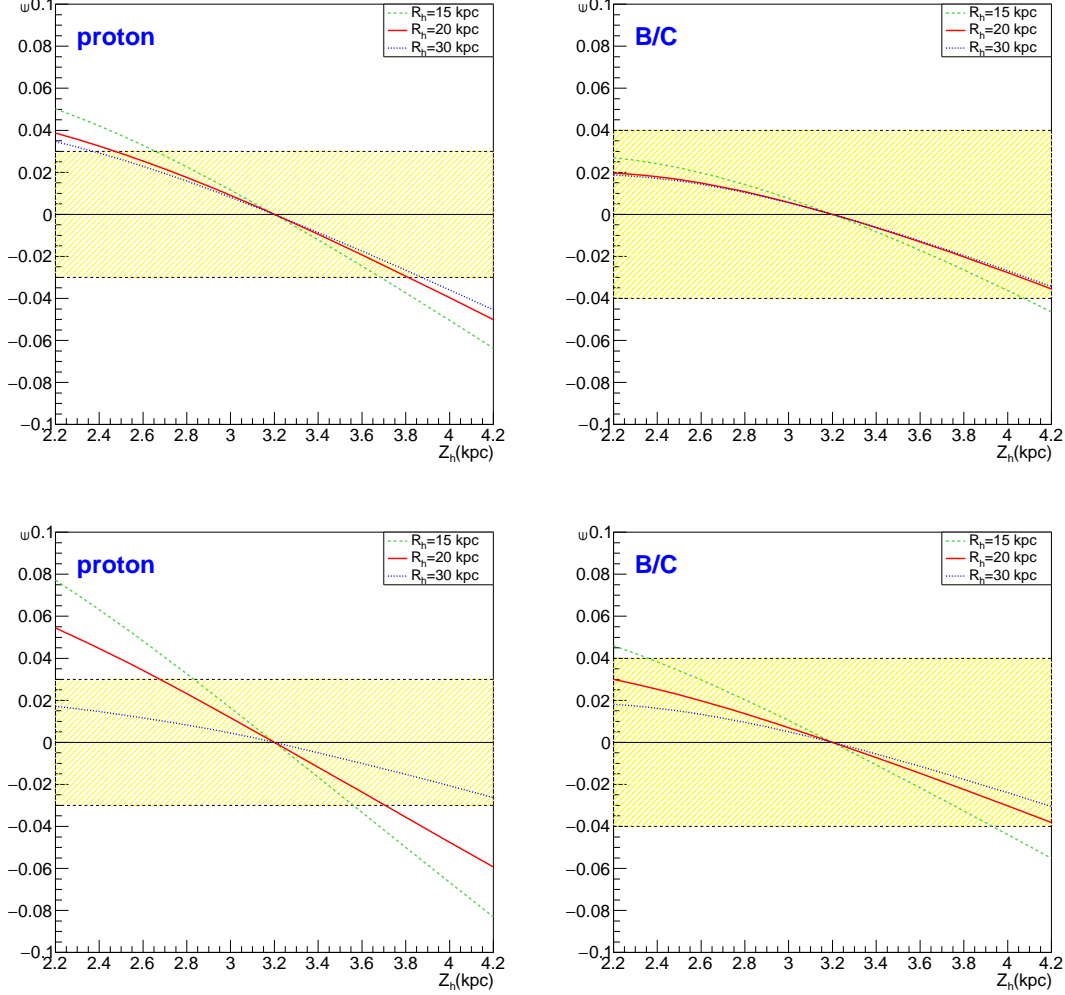 ϵ
0.1
0.08
0.06
0.04
0.02
0
−0.02
−0.04
−0.06
−0.08
−0.1
proton
R_h=15 kpc
R_h=20 kpc
R_h=30 kpc
2.2 2.4 2.6 2.8 3 3.2 3.4 3.6 3.8 4 4.2
Z_h(kpc)
ϵ
0.1
0.08
0.06
0.04
0.02
0
−0.02
−0.04
−0.06
−0.08
−0.1
B/C
R_h=15 kpc
R_h=20 kpc
R_h=30 kpc
2.2 2.4 2.6 2.8 3 3.2 3.4 3.6 3.8 4 4.2
Z_h(kpc)
ϵ
0.1
0.08
0.06
0.04
0.02
0
−0.02
−0.04
−0.06
−0.08
−0.1
proton
R_h=15 kpc
R_h=20 kpc
R_h=30 kpc
2.2 2.4 2.6 2.8 3 3.2 3.4 3.6 3.8 4 4.2
Z_h(kpc)
ϵ
0.1
0.08
0.06
0.04
0.02
0
−0.02
−0.04
−0.06
−0.08
−0.1
B/C
R_h=15 kpc
R_h=20 kpc
R_h=30 kpc
2.2 2.4 2.6 2.8 3 3.2 3.4 3.6 3.8 4 4.2
Z_h(kpc)